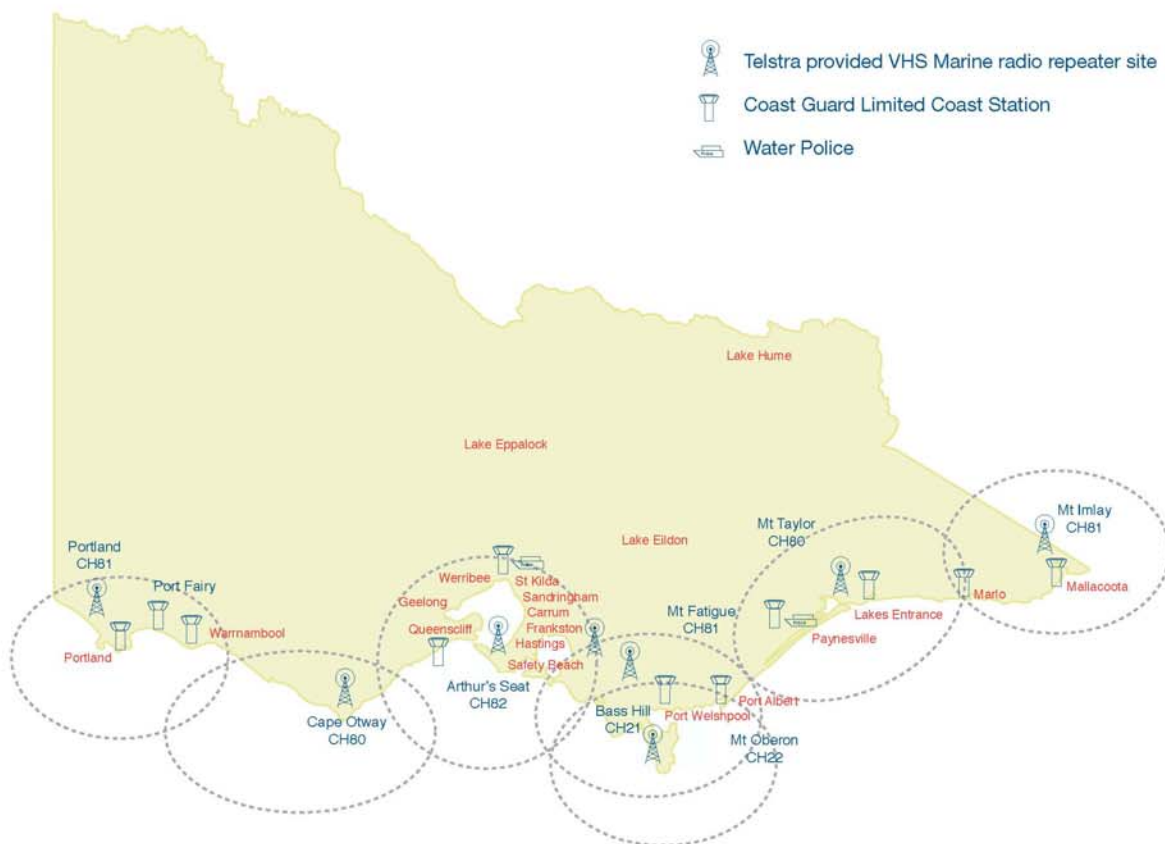 Telstra provided VHS Marine radio repeater site
Coast Guard Limited Coast Station
Water Police
Lake Hume
Lake Eppalock
Lake Eildon
Mt Imlay
CH81
Mt Taylor
CH80
Portland
CH81
Port Fairy
Werribee
St Kilda
Sandringham
Geelong
Carrum
Frankston
Queenscliff
Hastings
Safety Beach
Mt Fatigue
CH81
Mallacoota
Marlo
Lakes Entrance
Paynesville
Warrnambool
Portland
Arthur's Seat
CH82
Cape Otway
CH80
Bass Hill
CH21
Port Albert
Port Welshpool
Mt Oberon
CH22